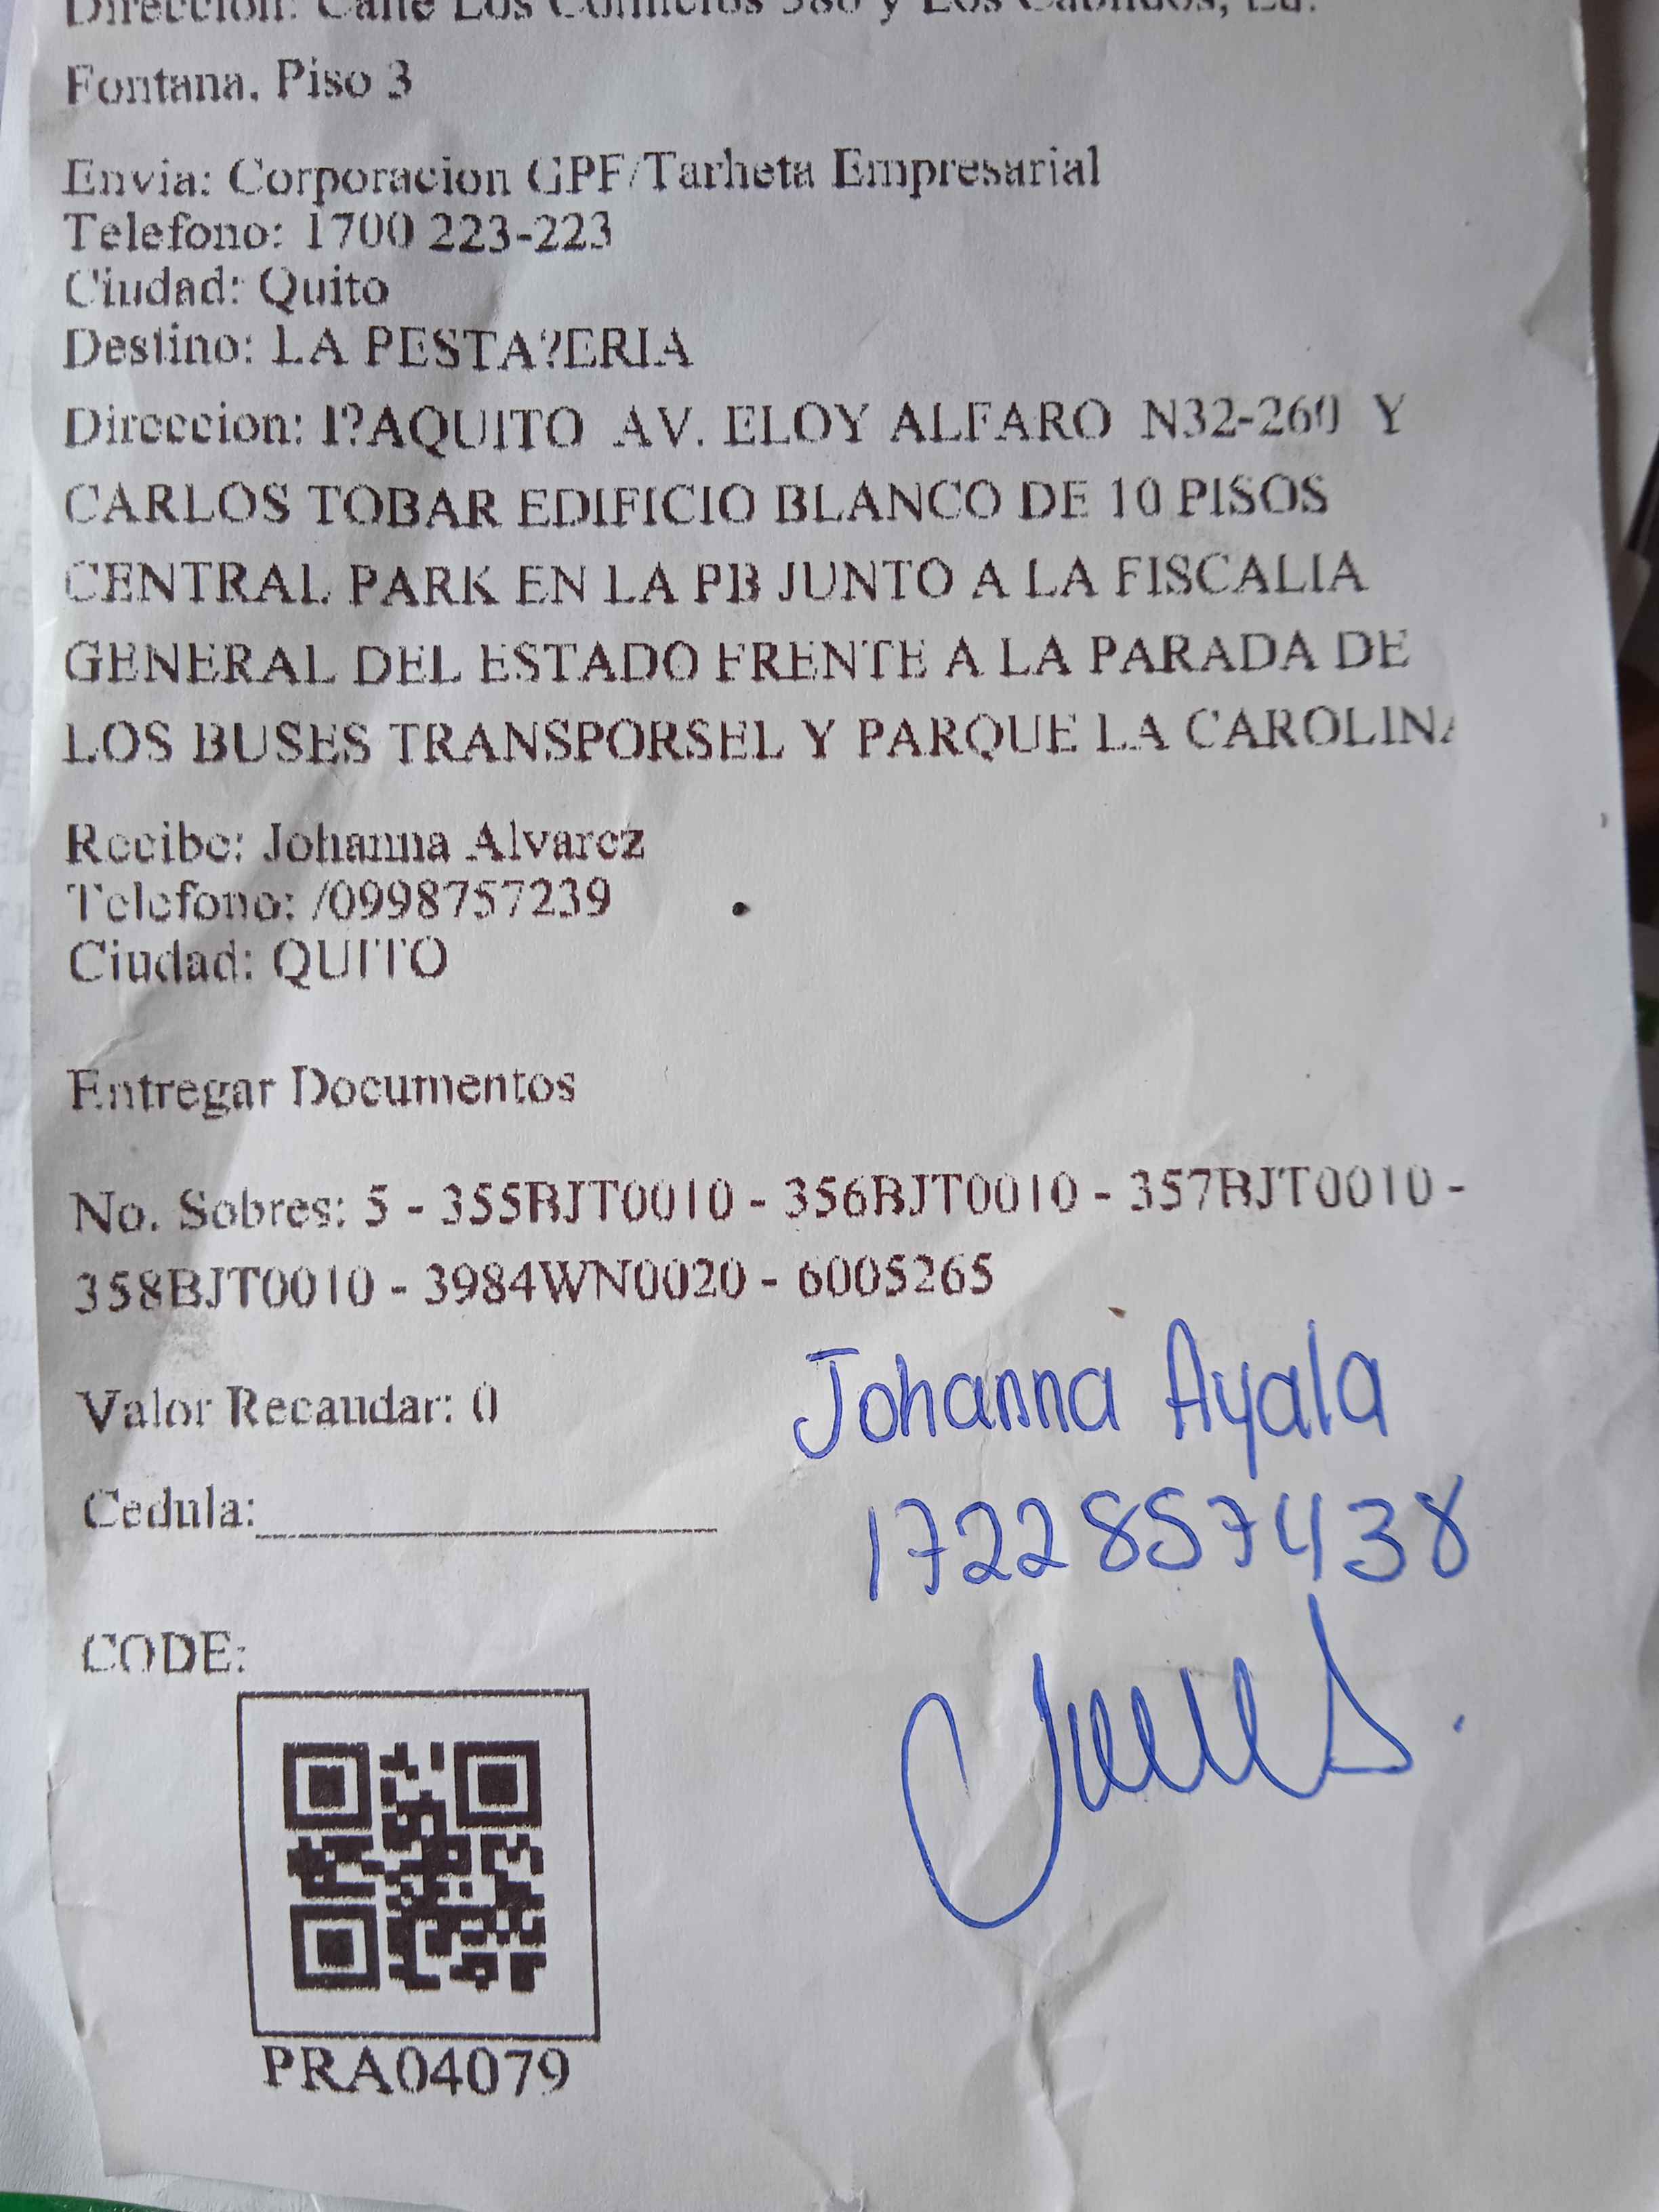 Fontana. Piso 3
Envia: Corporacion GPF/Tarheta Empresarial
Telefono: 1700 223-223
Ciudad: Quito
Destino: LA PESTA?ERIA
Direccion: I?AQUITO AV. ELOY ALFARO N32-260 Y
CARLOS TOBAR EDIFICIO BLANCO DE 10 PISOS
CENTRAL PARK EN LA PB JUNTO A LA FISCALIA
GENERAL DEL ESTADO FRENTE A LA PARADA DE
LOS BUSES TRANSPORSEL Y PARQUE LA CAROLINA
Recibe: Johanna Alvarez
Telefono: /0998757239
Ciudad: QUITO
Entregar Documentos
No. Sobres: 5 - 355BJT0010 - 356BJT0010 - 357BJT0010 -
358BJT0010 - 3984WN0020 - 6005265
Valor Recaudar: 0
Johanna Ayala
Cedula:
1722857438
CODE:
PRA04079